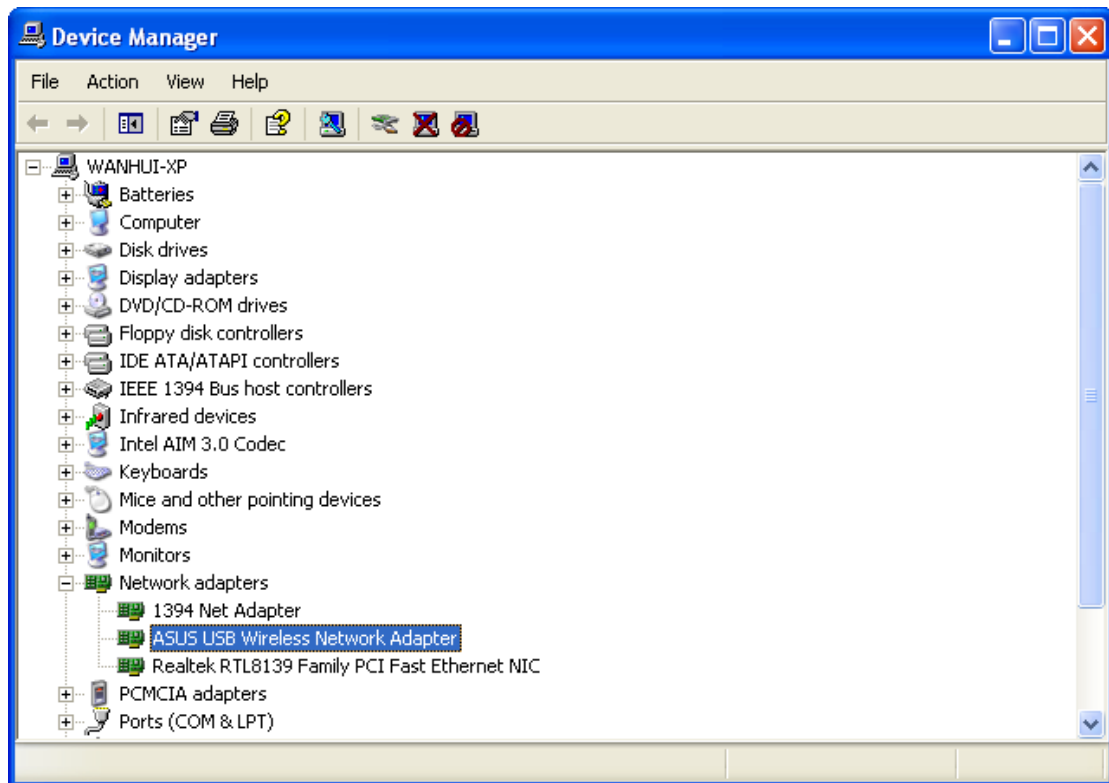 Device Manager
File Action View Help
WANHUI-XP
Batteries
Computer
Disk drives
Display adapters
DVD/CD-ROM drives
Floppy disk controllers
IDE ATA/ATAPI controllers
IEEE 1394 Bus host controllers
Infrared devices
Intel AIM 3.0 Codec
Keyboards
Mice and other pointing devices
Modems
Monitors
Network adapters
1394 Net Adapter
ASUS USB Wireless Network Adapter
Realtek RTL8139 Family PCI Fast Ethernet NIC
PCMCIA adapters
Ports (COM & LPT)